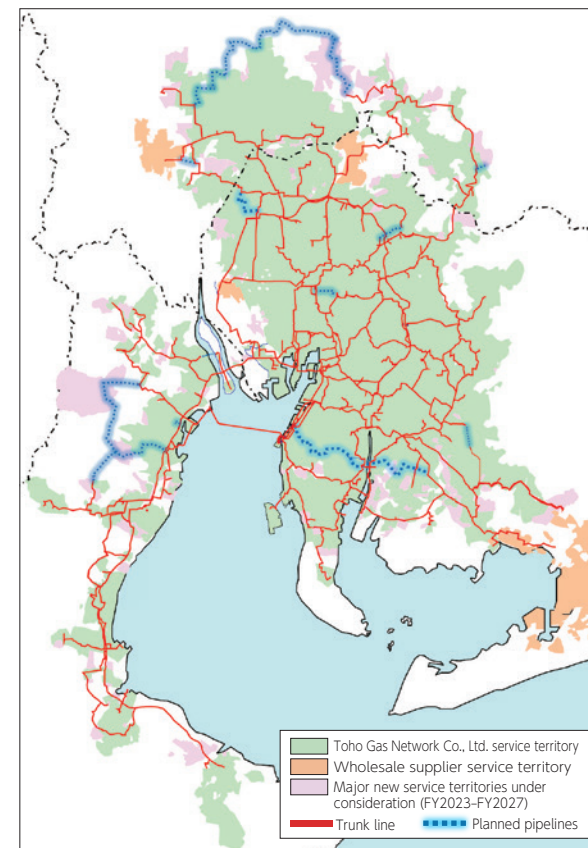 Toho Gas Network Co., Ltd. service territory
Wholesale supplier service territory
Major new service territories under
consideration (FY2023–FY2027)
Trunk line
Planned pipelines